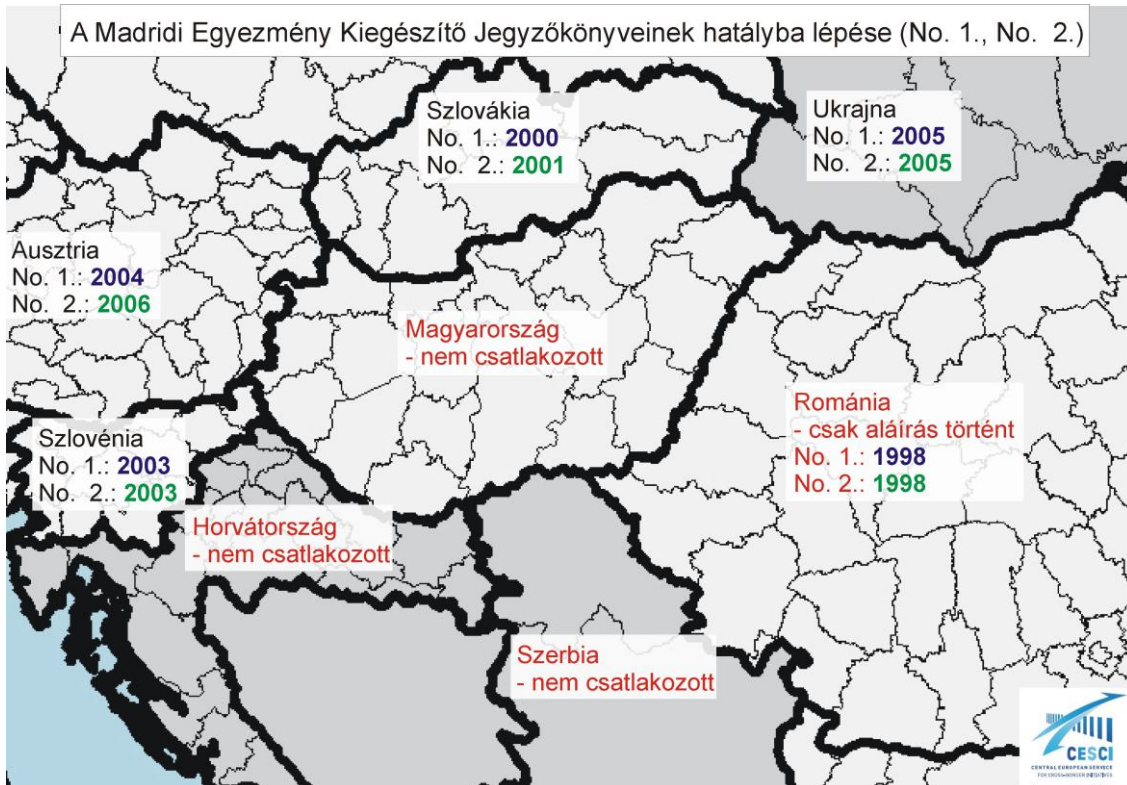 A Madridi Egyezmény Kiegészítő Jegyzőkönyveinek hatályba lépése (No. 1., No. 2.)
Szlovákia
No. 1.: 2000
No. 2.: 2001
Ukrajna
No. 1.: 2005
No. 2.: 2005
Ausztria
No. 1.: 2004
No. 2.: 2006
Magyarország
- nem csatlakozott
Románia
- csak aláírás történt
No. 1.: 1998
No. 2.: 1998
Szlovénia
No. 1.: 2003
No. 2.: 2003
Horvátország
- nem csatlakozott
Szerbia
- nem csatlakozott
CESCI
CENTRAL EUROPEAN SERVICE
FOR CROSS-BORDER INITIATIVES